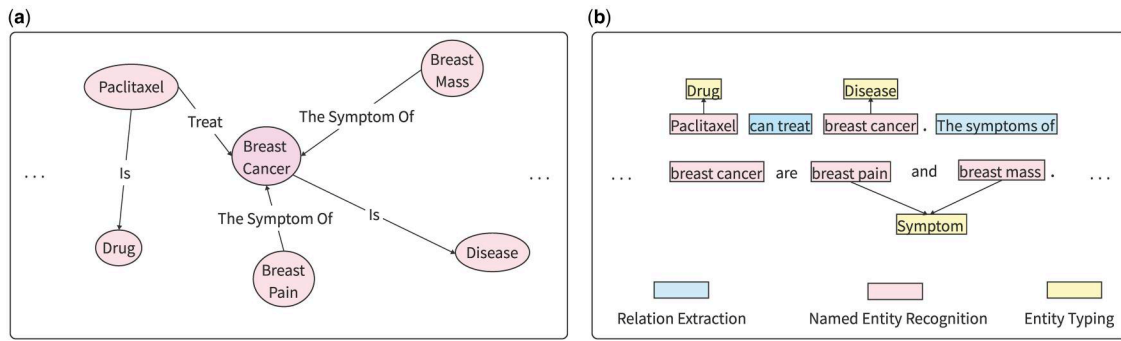 (a)
Paclitaxel
Breast
Mass
Treat
The Symptom Of
Breast
Cancer
...
Is
...
The Symptom Of
Is
Drug
Disease
Breast
Pain
(b)
Drug
Disease
Paclitaxel can treat breast cancer . The symptoms of
... breast cancer are breast pain and breast mass . ...
Symptom
Relation Extraction
Named Entity Recognition
Entity Typing